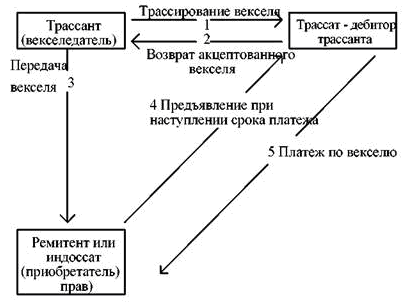 Трассант
(векселедатель)
Трассирование векселя
1
2
Возврат акцептованного
векселя
Трассат - дебитор
трассанта
Передача
векселя 3
4 Предъявление при
наступлении срока платежа
5 Платеж по векселю
Ремитент или
индоссат
(приобретатель)
прав)